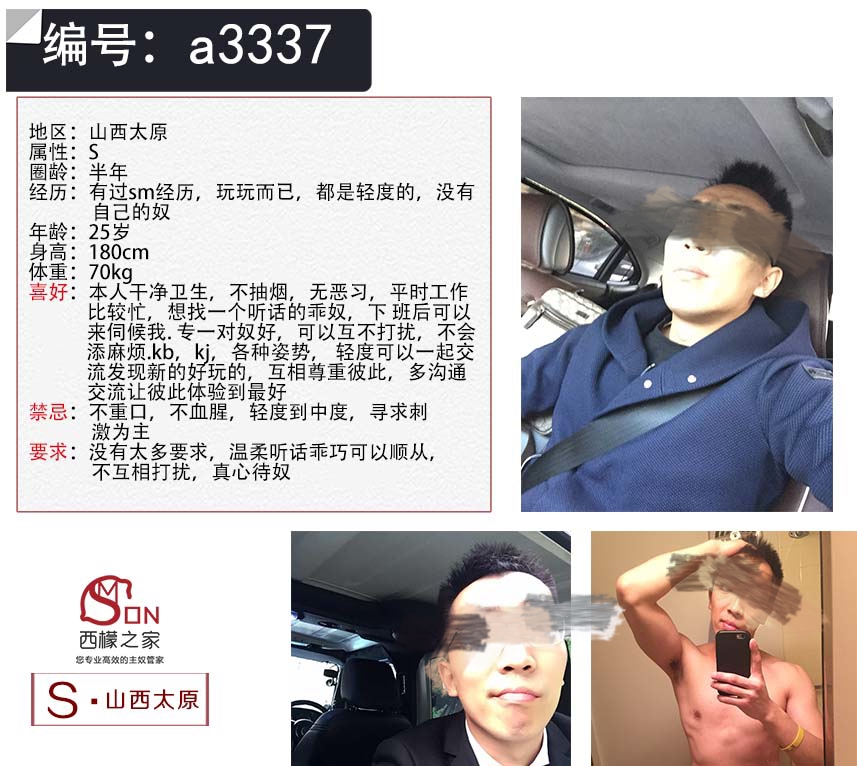 编号：a3337
地区：山西太原
属性：S
圈龄：半年
经历：有过sm经历，玩玩而已，都是轻度的，没有
自己的奴
年龄：25岁
身高：180cm
体重：70kg
喜好：本人干净卫生，不抽烟，无恶习，平时工作
比较忙，想找一个听话的乖奴，下 班后可以
来伺候我. 专一对奴好，可以互不打扰，不会
添麻烦.kb，kj，各种姿势， 轻度可以一起交
流发现新的好玩的，互相尊重彼此，多沟通
交流让彼此体验到最好
禁忌：不重口，不血腥，轻度到中度，寻求刺
激为主
要求：没有太多要求，温柔听话乖巧可以顺从，
不互相打扰，真心待奴
SMON
西檬之家
您专业高效的主奴管家
S·山西太原